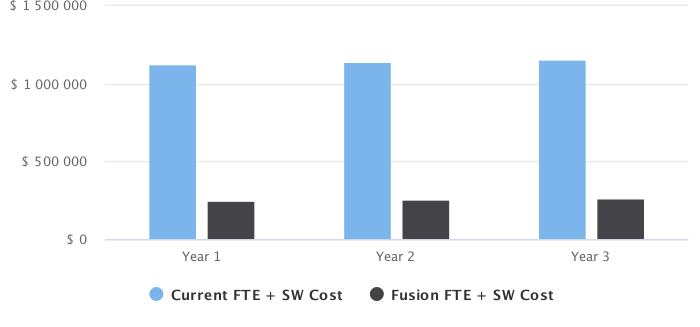 $ 1 500 000
$ 1 000 000
$ 500 000
$ 0
Year 1
Year 2
Year 3
Current FTE + SW Cost
Fusion FTE + SW Cost